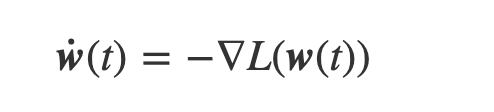 ẇ(t) = −∇L(w(t))